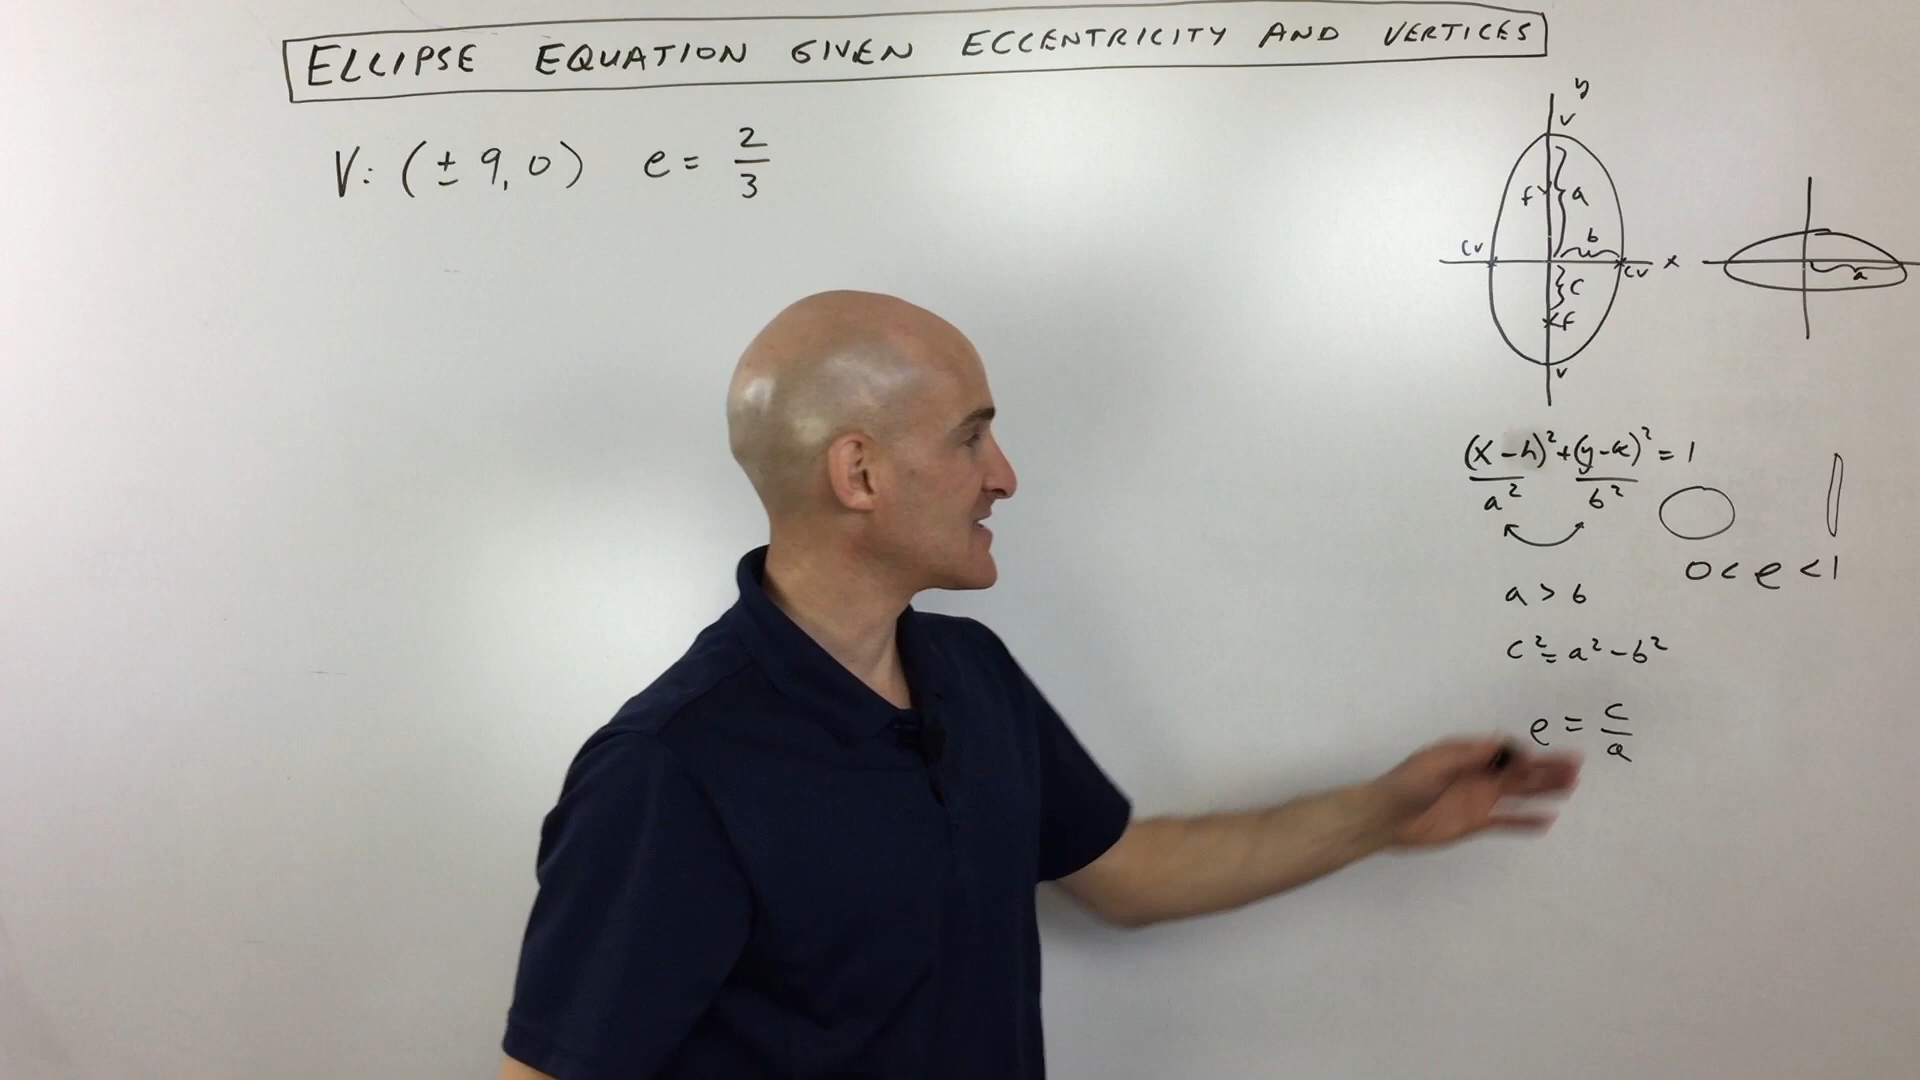 ELLIPSE EQUATION GIVEN ECCENTRICITY AND VERTICES
V: (± 9, 0) e = 2/3
y
v
f a
b
cv cv x
c
f
v
a
(x-h)²/a² + (y-k)²/b² = 1
0 < e < 1
a > b
c² = a² - b²
e = c/a